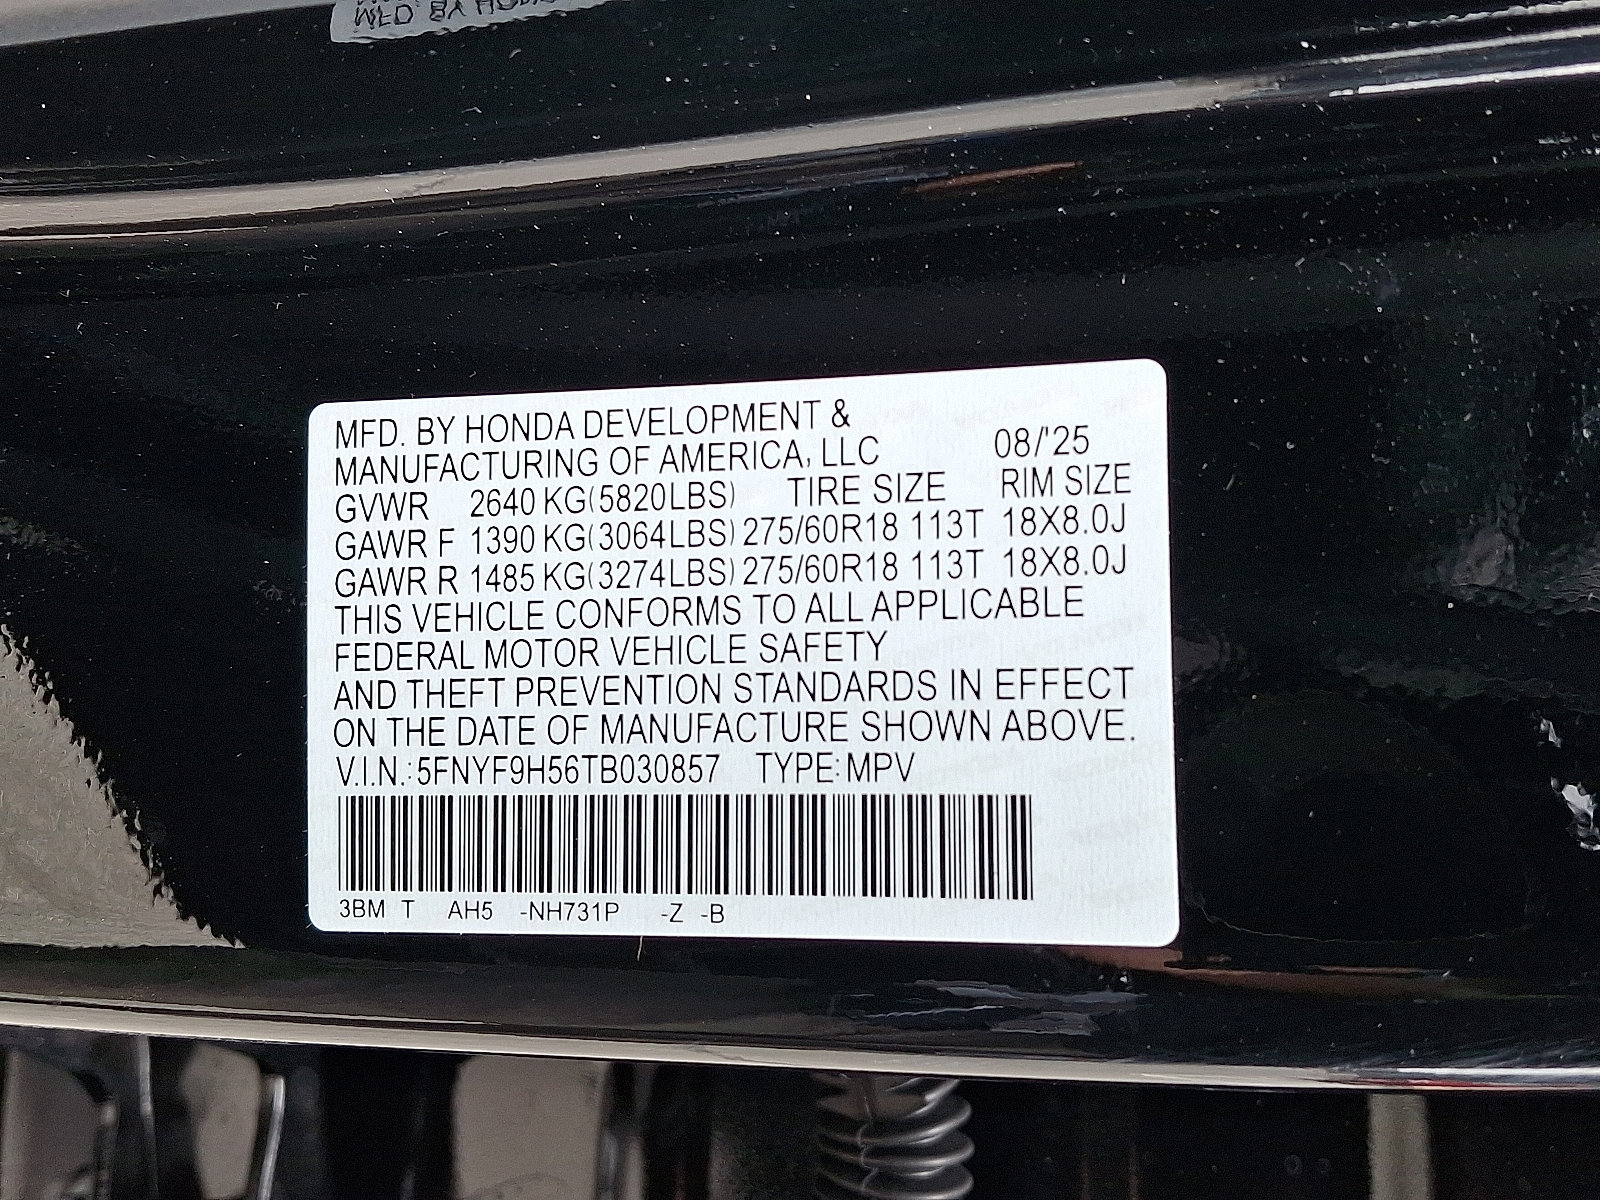 MFD. BY HONDA DEVELOPMENT &
MANUFACTURING OF AMERICA, LLC 08/'25
GVWR 2640 KG(5820LBS) TIRE SIZE RIM SIZE
GAWR F 1390 KG(3064LBS) 275/60R18 113T 18X8.0J
GAWR R 1485 KG(3274LBS) 275/60R18 113T 18X8.0J
THIS VEHICLE CONFORMS TO ALL APPLICABLE
FEDERAL MOTOR VEHICLE SAFETY
AND THEFT PREVENTION STANDARDS IN EFFECT
ON THE DATE OF MANUFACTURE SHOWN ABOVE.
V.I.N.: 5FNYF9H56TB030857 TYPE: MPV
3BM T AH5 -NH731P -Z -B